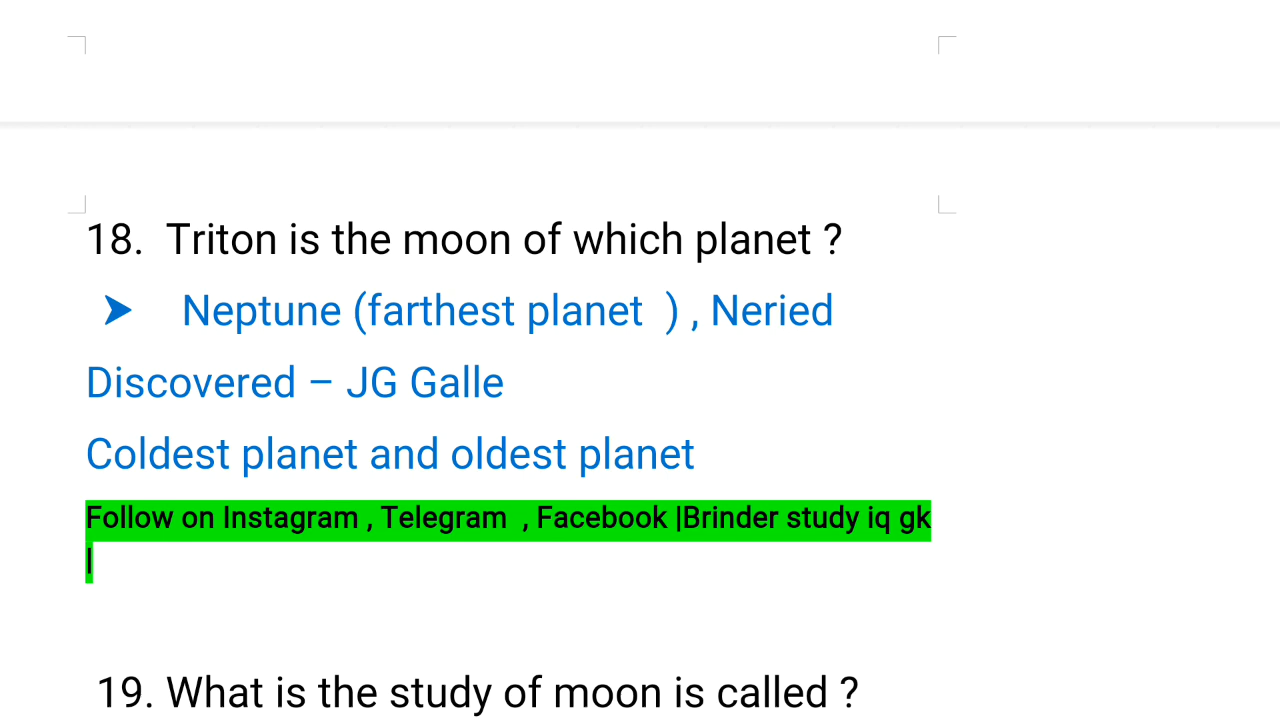 18. Triton is the moon of which planet ?
➤ Neptune (farthest planet ) , Neried
Discovered – JG Galle
Coldest planet and oldest planet
Follow on Instagram , Telegram , Facebook |Brinder study iq gk
|
19. What is the study of moon is called ?